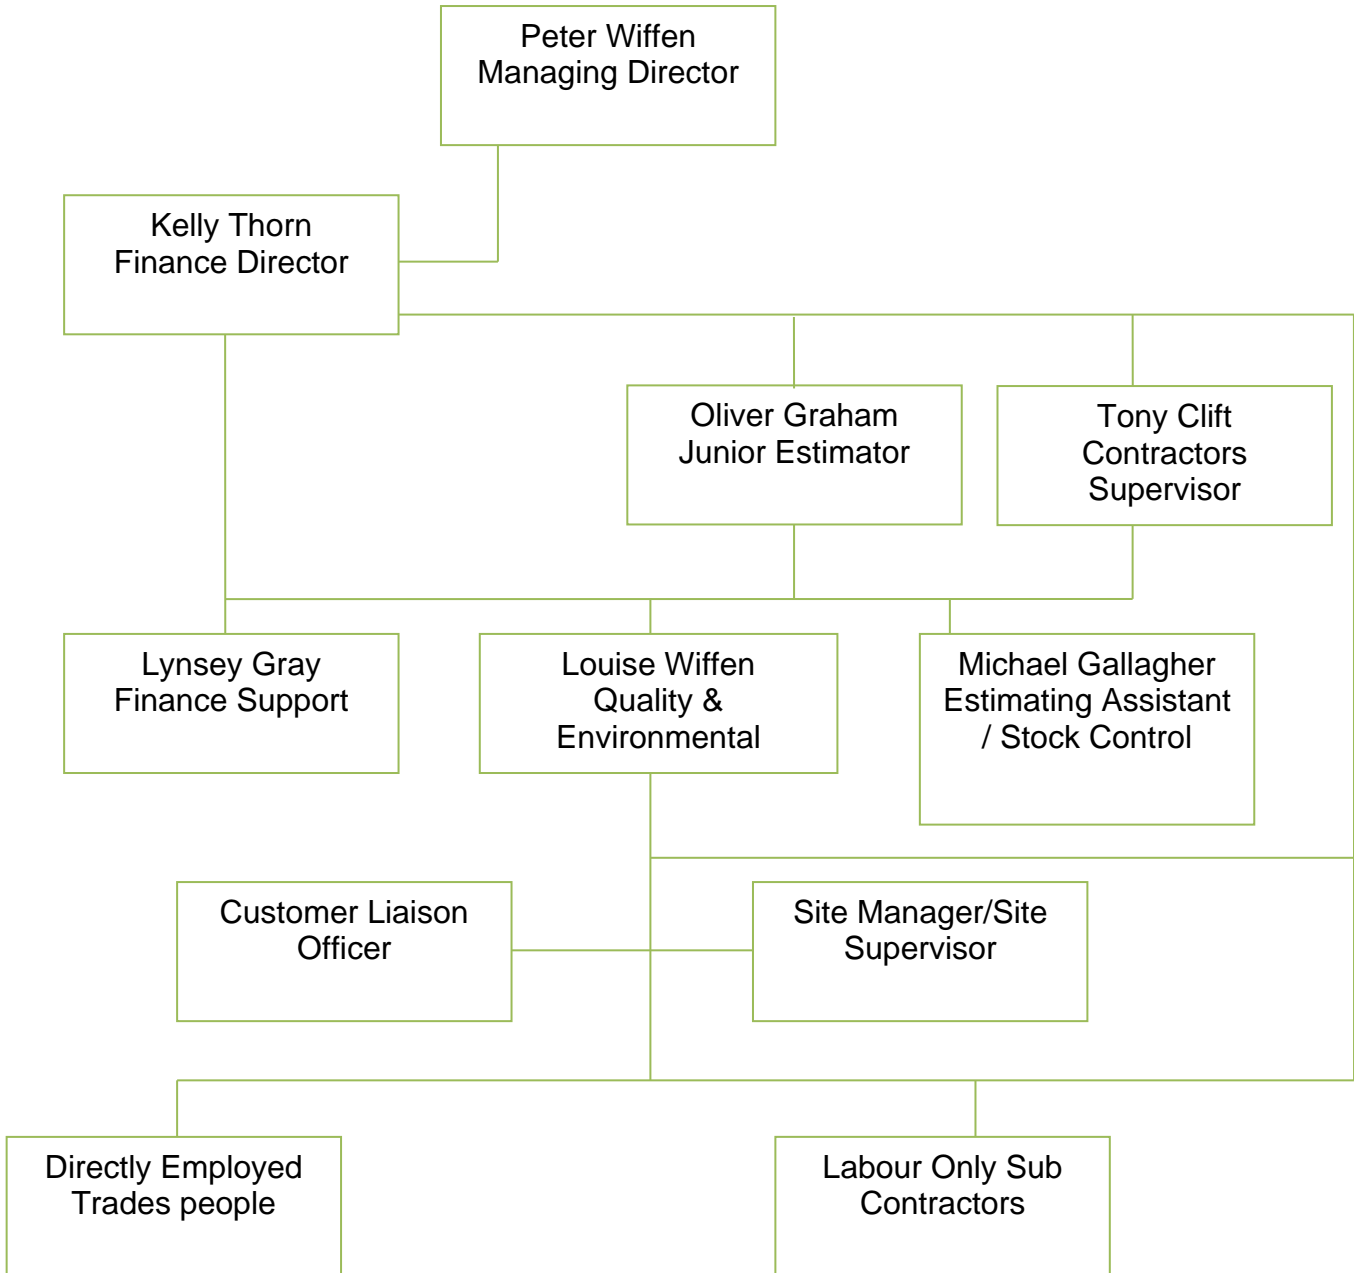 Peter Wiffen
Managing Director
Kelly Thorn
Finance Director
Oliver Graham
Junior Estimator
Tony Clift
Contractors
Supervisor
Lynsey Gray
Finance Support
Louise Wiffen
Quality &
Environmental
Michael Gallagher
Estimating Assistant
/ Stock Control
Customer Liaison
Officer
Site Manager/Site
Supervisor
Directly Employed
Trades people
Labour Only Sub
Contractors